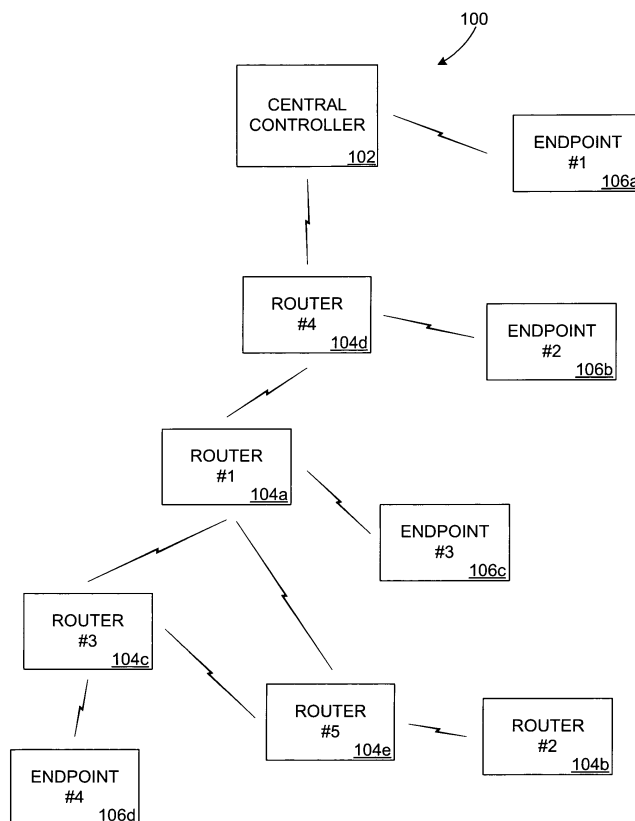 100
CENTRAL
CONTROLLER
102
ENDPOINT
#1
106a
ROUTER
#4
104d
ENDPOINT
#2
106b
ROUTER
#1
104a
ENDPOINT
#3
106c
ROUTER
#3
104c
ROUTER
#5
104e
ROUTER
#2
104b
ENDPOINT
#4
106d